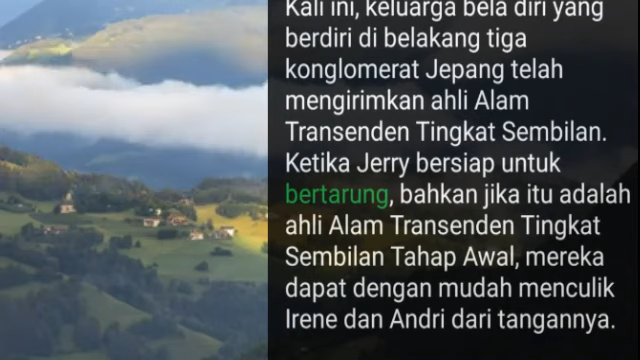 Kali ini, keluarga bela diri yang
berdiri di belakang tiga
konglomerat Jepang telah
mengirimkan ahli Alam
Transenden Tingkat Sembilan.
Ketika Jerry bersiap untuk
bertarung, bahkan jika itu adalah
ahli Alam Transenden Tingkat
Sembilan Tahap Awal, mereka
dapat dengan mudah menculik
Irene dan Andri dari tangannya.